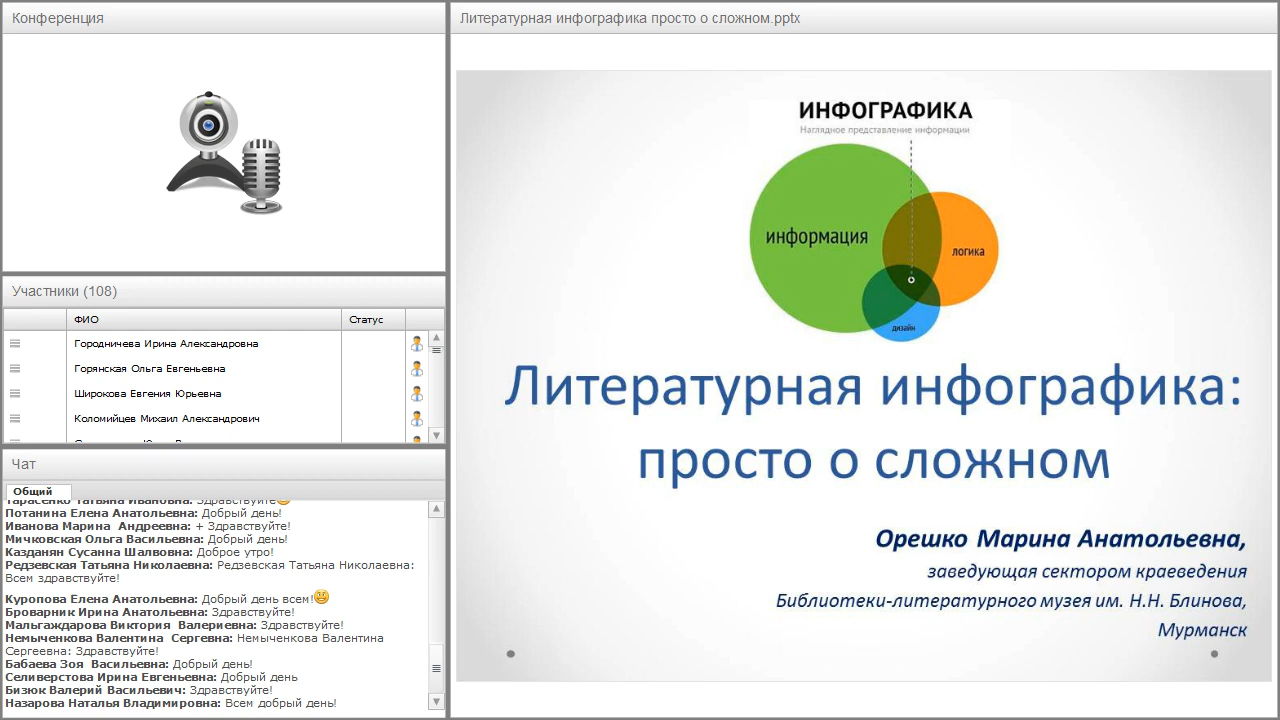 Конференция
Участники (108)
ФИО Статус
Городничева Ирина Александровна
Горянская Ольга Евгеньевна
Широкова Евгения Юрьевна
Коломийцев Михаил Александрович
Чат
Общий
Тарасенко Татьяна Ивановна: Здравствуйте
Потанина Елена Анатольевна: Добрый день!
Иванова Марина Андреевна: + Здравствуйте!
Мичковская Ольга Васильевна: Добрый день!
Казданян Сусанна Шалвовна: Доброе утро!
Редзевская Татьяна Николаевна: Редзевская Татьяна Николаевна:
Всем здравствуйте!
Куропова Елена Анатольевна: Добрый день всем!
Броварник Ирина Анатольевна: Здравствуйте!
Мальгаждарова Виктория Валериевна: Здравствуйте!
Немыченкова Валентина Сергевна: Немыченкова Валентина
Сергеевна: Здравствуйте!
Бабаева Зоя Васильевна: Добрый день!
Селиверстова Ирина Евгеньевна: Добрый день
Бизюк Валерий Васильевич: Здравствуйте!
Назарова Наталья Владимировна: Всем добрый день!
Литературная инфографика просто о сложном.pptx
ИНФОГРАФИКА
Наглядное представление информации
информация
логика
дизайн
Литературная инфографика:
просто о сложном
Орешко Марина Анатольевна,
заведующая сектором краеведения
Библиотеки-литературного музея им. Н.Н. Блинова,
Мурманск